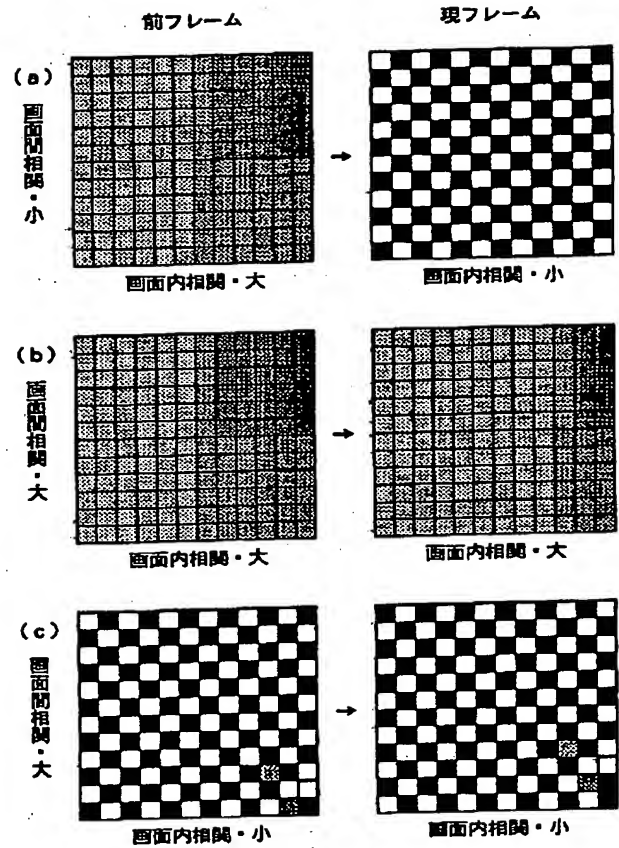 前フレーム
現フレーム
(a)
画面間相関・小
→
画面内相関・大
画面内相関・小
(b)
画面間相関・大
→
画面内相関・大
画面内相関・大
(c)
画面間相関・大
→
画面内相関・小
画面内相関・小